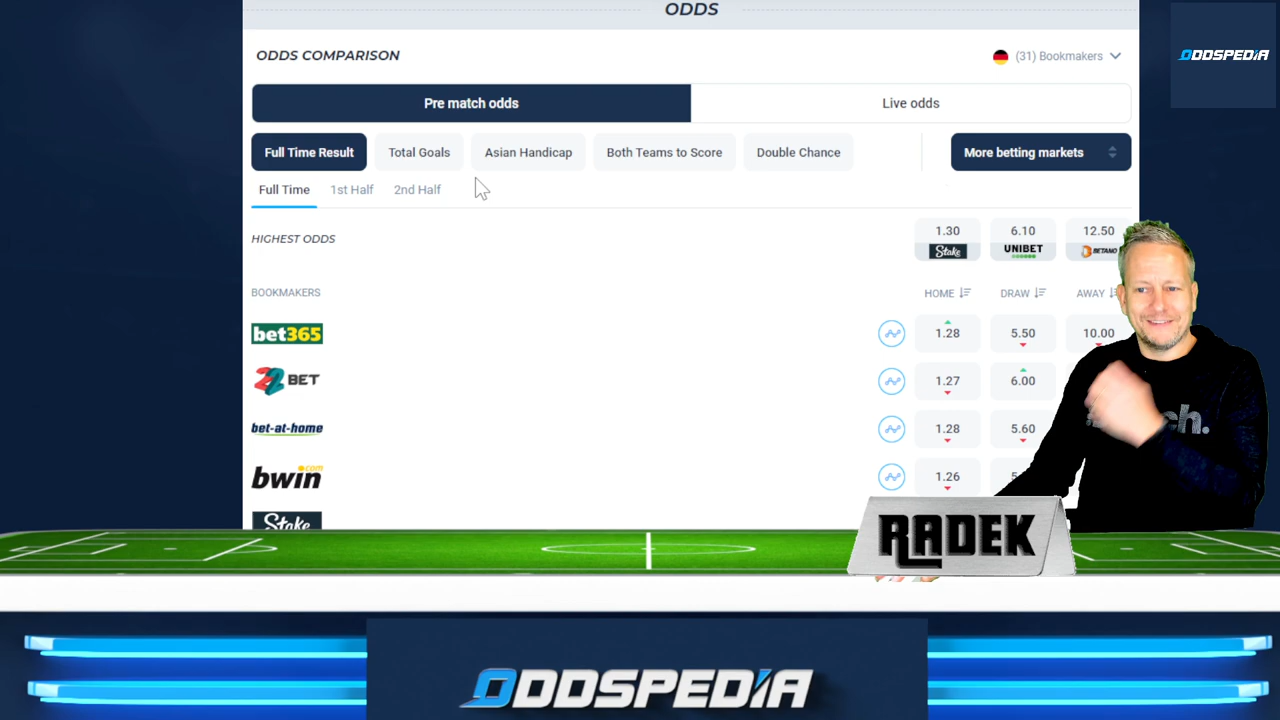 ODDS
ODDS COMPARISON
(31) Bookmakers
ODDSPEDIA
Pre match odds
Live odds
Full Time Result
Total Goals
Asian Handicap
Both Teams to Score
Double Chance
More betting markets
Full Time
1st Half
2nd Half
HIGHEST ODDS
1.30
6.10
12.50
Stake
UNIBET
BETANO
BOOKMAKERS
HOME
DRAW
AWAY
bet365
1.28
5.50
10.00
22BET
1.27
6.00
bet-at-home
1.28
5.60
bwin.com
1.26
Stake
RADEK
ODDSPEDIA